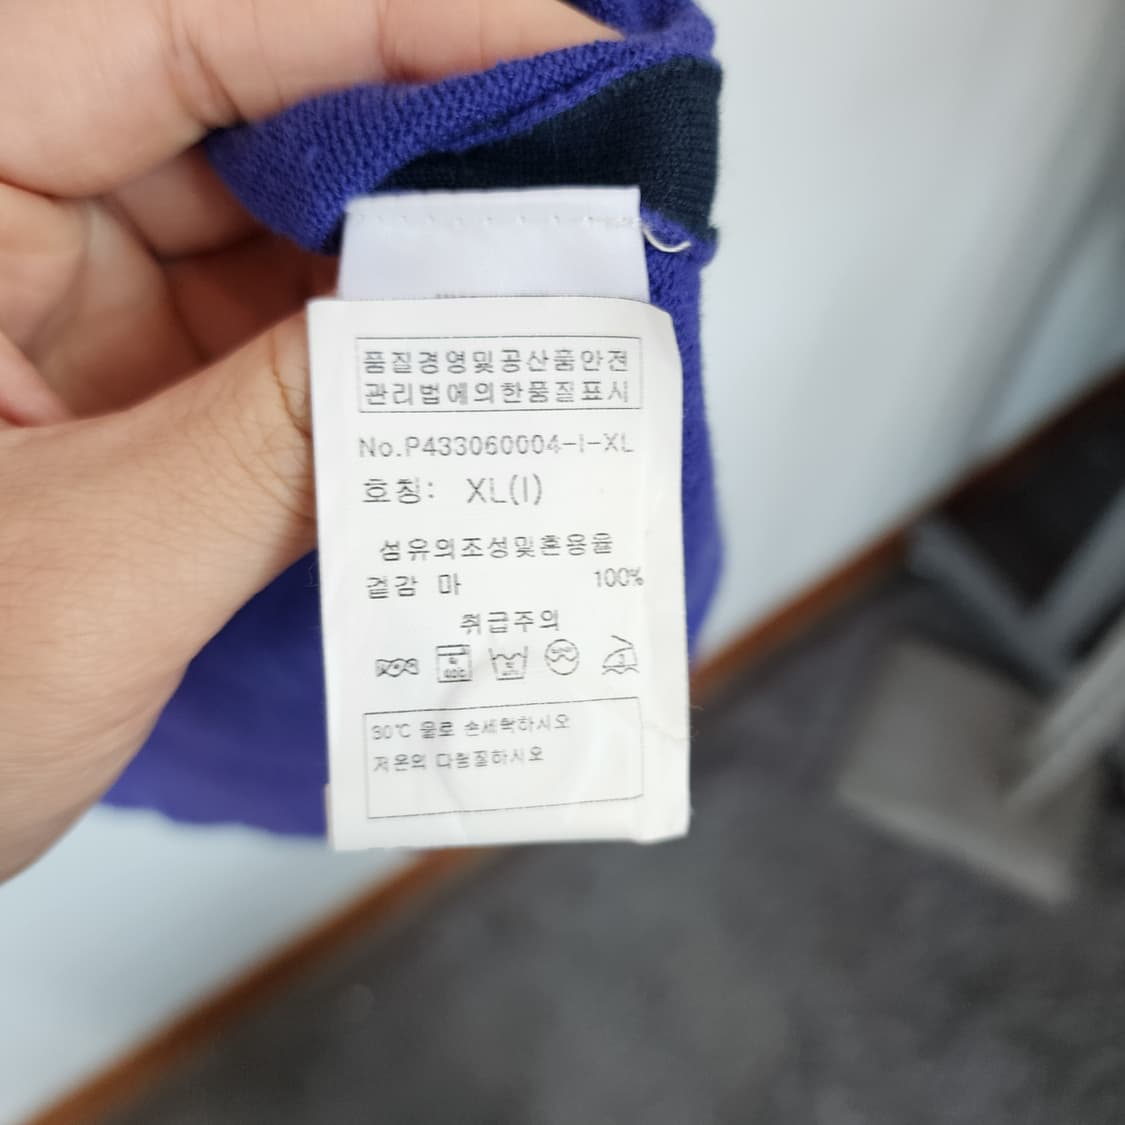 품질경영및공산품안전
관리법에의한품질표시
No.P433060004-I-XL
호칭: XL(I)
섬유의조성및혼용율
겉감 마 100%
취급주의
30℃ 물로 손세탁하시오
저온의 다림질하시오